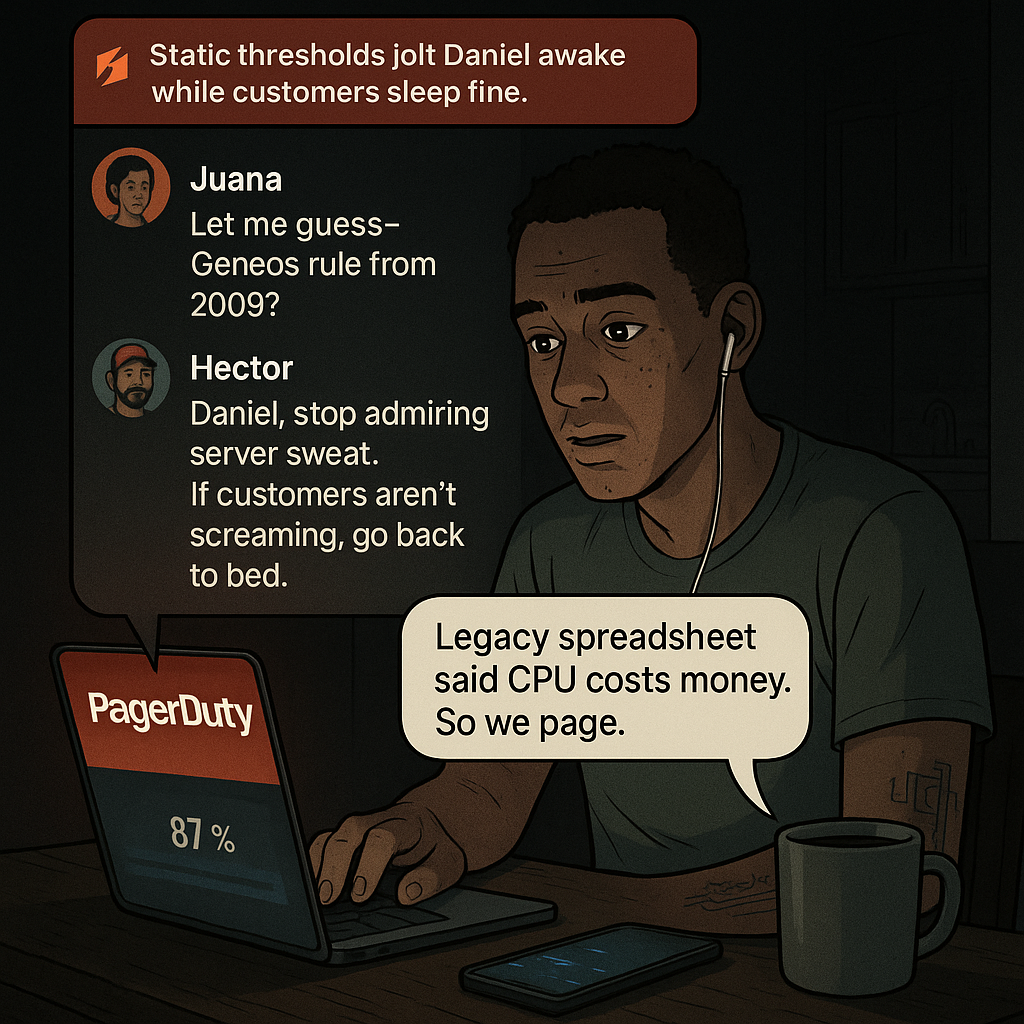 Static thresholds jolt Daniel awake
while customers sleep fine.
Juana
Let me guess–
Geneos rule from
2009?
Hector
Daniel, stop admiring
server sweat.
If customers aren't
screaming, go back
to bed.
Legacy spreadsheet
said CPU costs money.
So we page.
PagerDuty
87 %